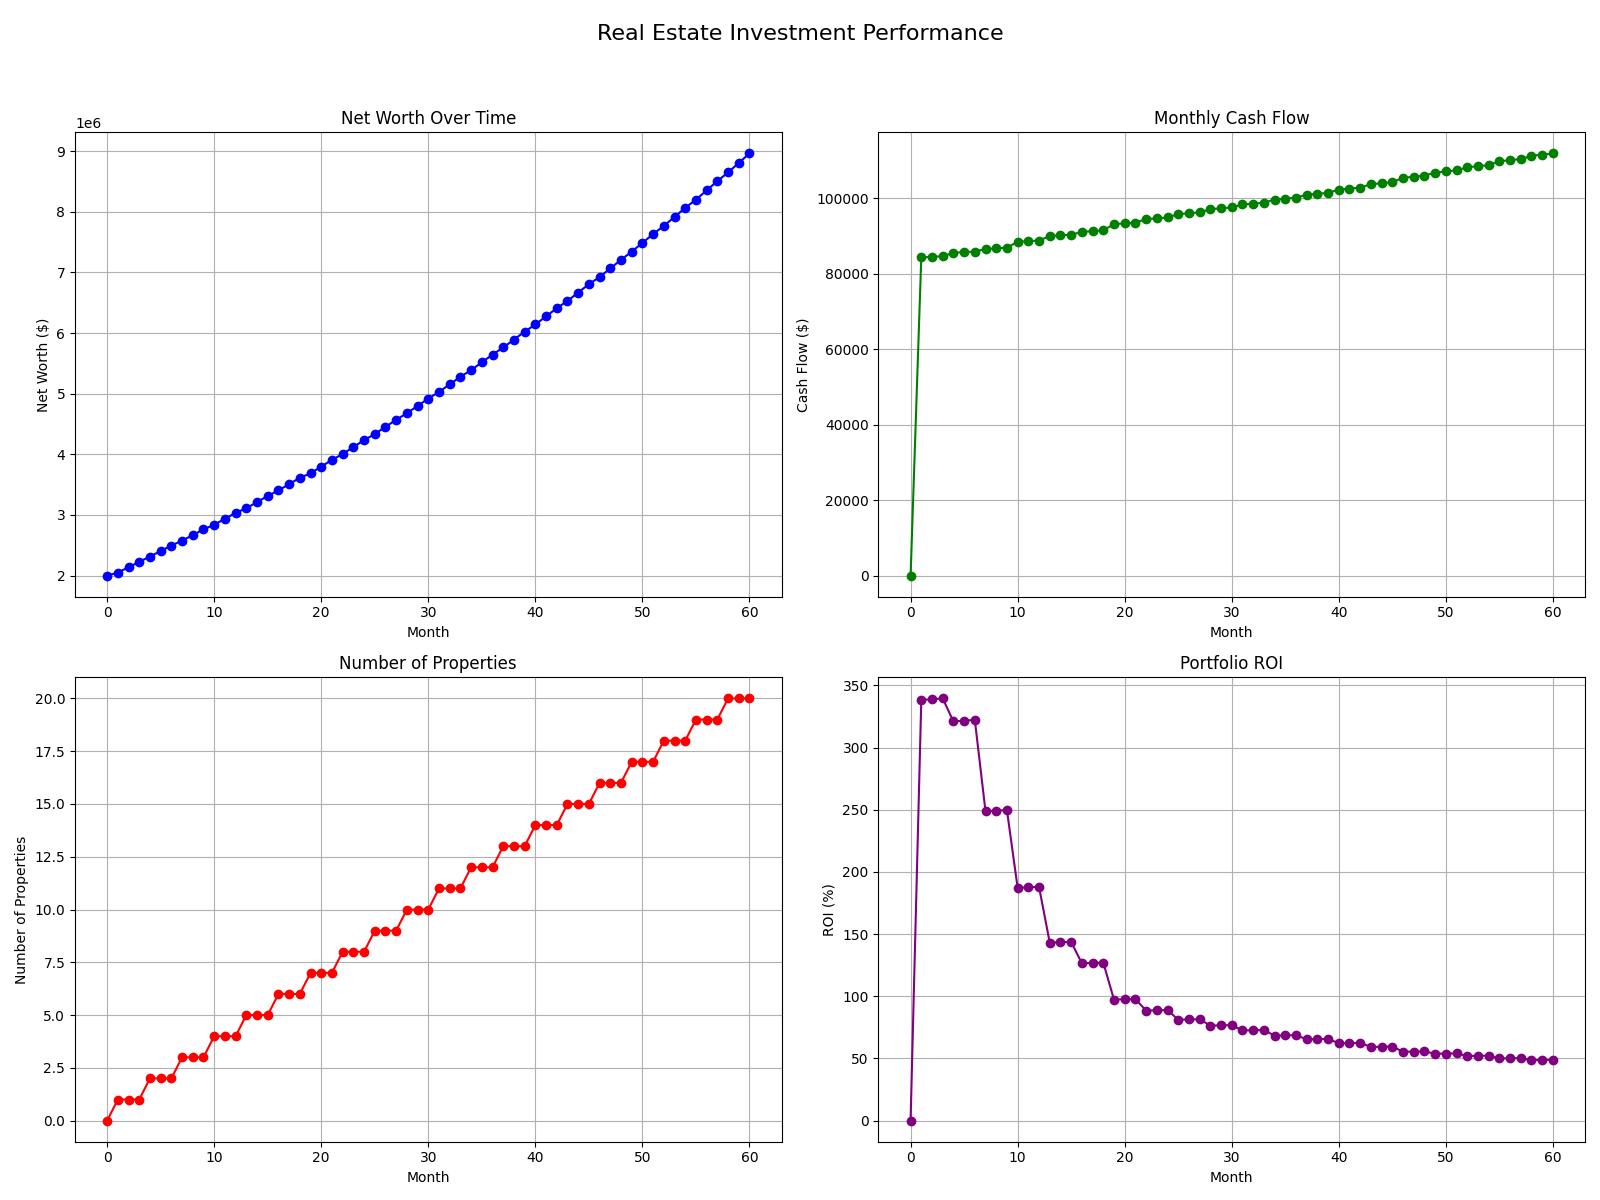 Real Estate Investment Performance
Net Worth Over Time
1e6
9
8
7
6
5
4
3
2
Net Worth ($)
0 10 20 30 40 50 60
Month
Monthly Cash Flow
100000
80000
60000
40000
20000
0
Cash Flow ($)
0 10 20 30 40 50 60
Month
Number of Properties
20.0
17.5
15.0
12.5
10.0
7.5
5.0
2.5
0.0
Number of Properties
0 10 20 30 40 50 60
Month
Portfolio ROI
350
300
250
200
150
100
50
0
ROI (%)
0 10 20 30 40 50 60
Month